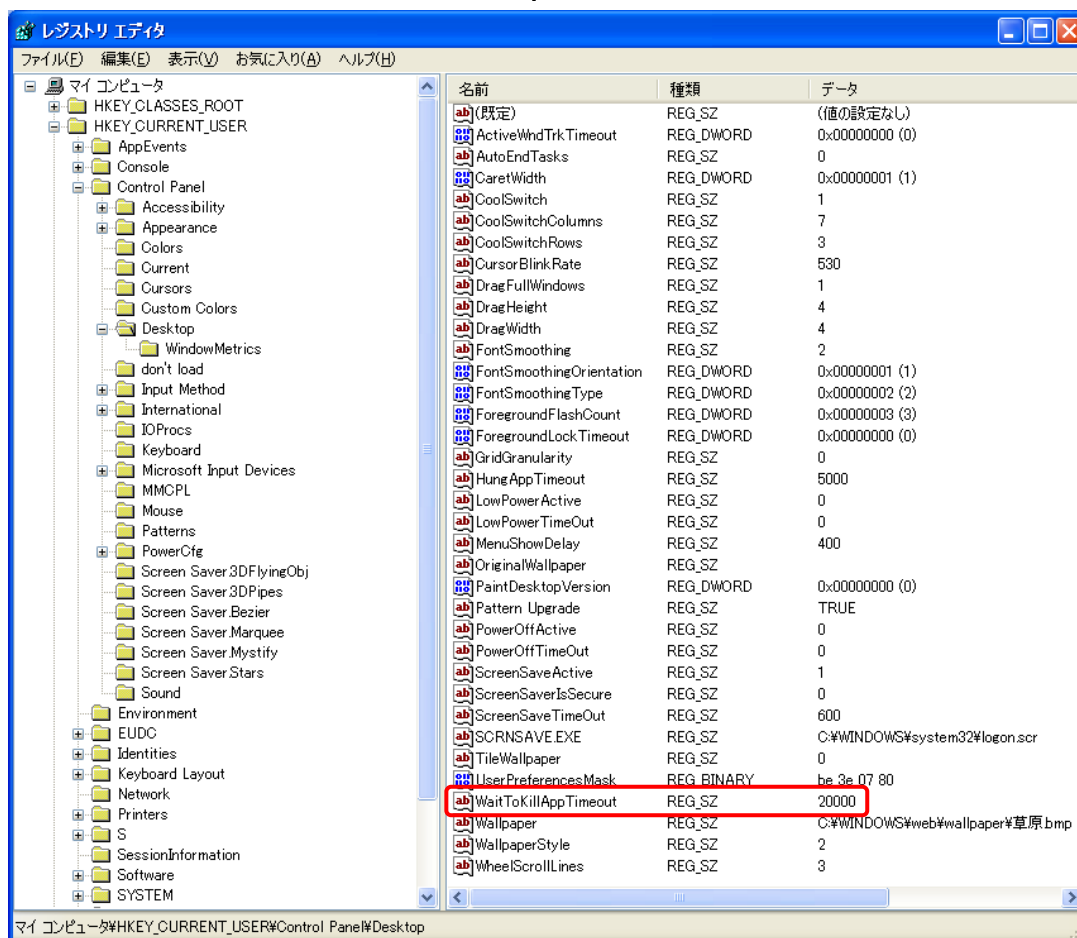 レジストリ エディタ
ファイル(F) 編集(E) 表示(V) お気に入り(A) ヘルプ(H)
マイ コンピュータ
HKEY_CLASSES_ROOT
HKEY_CURRENT_USER
AppEvents
Console
Control Panel
Accessibility
Appearance
Colors
Current
Cursors
Custom Colors
Desktop
WindowMetrics
don't load
Input Method
International
IOProcs
Keyboard
Microsoft Input Devices
MMCPL
Mouse
Patterns
PowerCfg
Screen Saver.3DFlyingObj
Screen Saver.3DPipes
Screen Saver.Bezier
Screen Saver.Marquee
Screen Saver.Mystify
Screen Saver.Stars
Sound
Environment
EUDC
Identities
Keyboard Layout
Network
Printers
S
SessionInformation
Software
SYSTEM
名前 種類 データ
(既定) REG_SZ (値の設定なし)
ActiveWndTrkTimeout REG_DWORD 0x00000000 (0)
AutoEndTasks REG_SZ 0
CaretWidth REG_DWORD 0x00000001 (1)
CoolSwitch REG_SZ 1
CoolSwitchColumns REG_SZ 7
CoolSwitchRows REG_SZ 3
CursorBlinkRate REG_SZ 530
DragFullWindows REG_SZ 1
DragHeight REG_SZ 4
DragWidth REG_SZ 4
FontSmoothing REG_SZ 2
FontSmoothingOrientation REG_DWORD 0x00000001 (1)
FontSmoothingType REG_DWORD 0x00000002 (2)
ForegroundFlashCount REG_DWORD 0x00000003 (3)
ForegroundLockTimeout REG_DWORD 0x00000000 (0)
GridGranularity REG_SZ 0
HungAppTimeout REG_SZ 5000
LowPowerActive REG_SZ 0
LowPowerTimeOut REG_SZ 0
MenuShowDelay REG_SZ 400
OriginalWallpaper REG_SZ
PaintDesktopVersion REG_DWORD 0x00000000 (0)
Pattern Upgrade REG_SZ TRUE
PowerOffActive REG_SZ 0
PowerOffTimeOut REG_SZ 0
ScreenSaveActive REG_SZ 1
ScreenSaverIsSecure REG_SZ 0
ScreenSaveTimeOut REG_SZ 600
SCRNSAVE.EXE REG_SZ C:¥WINDOWS¥system32¥logon.scr
TileWallpaper REG_SZ 0
UserPreferencesMask REG_BINARY be 3e 07 80
WaitToKillAppTimeout REG_SZ 20000
Wallpaper REG_SZ C:¥WINDOWS¥web¥wallpaper¥草原.bmp
WallpaperStyle REG_SZ 2
WheelScrollLines REG_SZ 3
マイ コンピュータ¥HKEY_CURRENT_USER¥Control Panel¥Desktop